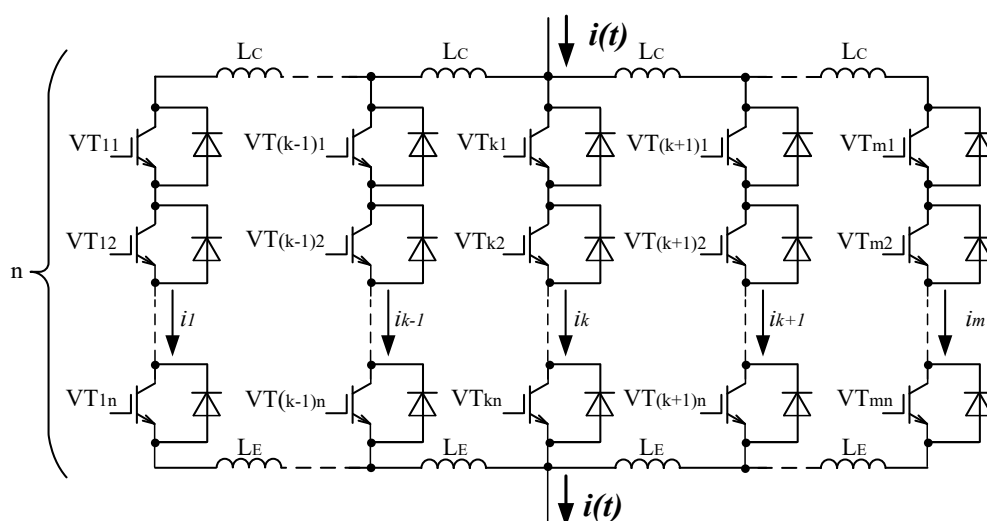 i(t)
LC LC LC LC
VT11 VT(k-1)1 VTk1 VT(k+1)1 VTm1
VT12 VT(k-1)2 VTk2 VT(k+1)2 VTm2
n
i1 ik-1 ik ik+1 im
VT1n VT(k-1)n VTkn VT(k+1)n VTmn
LE LE LE LE
i(t)